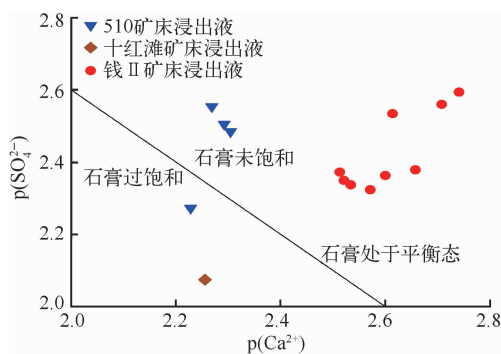 510矿床浸出液
十红滩矿床浸出液
钱Ⅱ矿床浸出液
石膏未饱和
石膏过饱和
石膏处于平衡态
p(SO₄²⁻)
2.8
2.6
2.4
2.2
2.0
2.0
2.2
2.4
2.6
2.8
p(Ca²⁺)